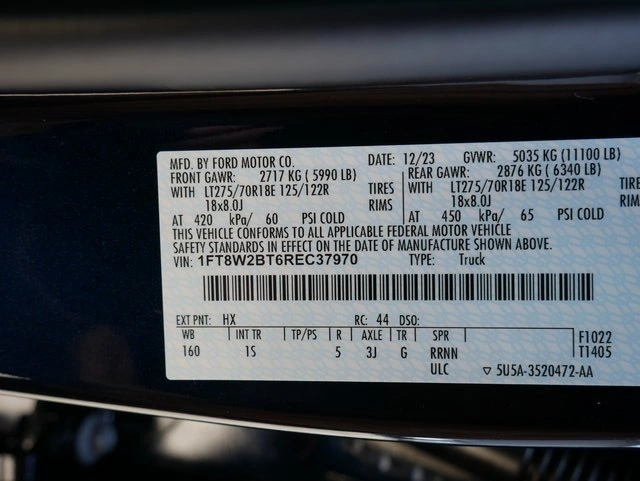 MFD. BY FORD MOTOR CO. DATE: 12/23 GVWR: 5035 KG (11100 LB)
FRONT GAWR: 2717 KG (5990 LB) REAR GAWR: 2876 KG (6340 LB)
WITH LT275/70R18E 125/122R TIRES WITH LT275/70R18E 125/122R TIRES
18x8.0J RIMS 18x8.0J RIMS
AT 420 kPa/ 60 PSI COLD AT 450 kPa/ 65 PSI COLD
THIS VEHICLE CONFORMS TO ALL APPLICABLE FEDERAL MOTOR VEHICLE
SAFETY STANDARDS IN EFFECT ON THE DATE OF MANUFACTURE SHOWN ABOVE.
VIN: 1FT8W2BT6REC37970 TYPE: Truck
EXT PNT: HX RC: 44 DSO:
WB INT TR TP/PS R AXLE TR SPR F1022
160 1S 5 3J G RRNN T1405
ULC ▽ 5U5A-3520472-AA